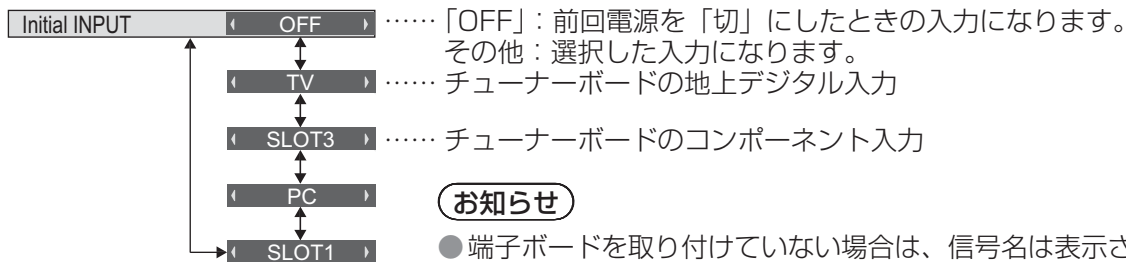 Initial INPUT OFF ……「OFF」：前回電源を「切」にしたときの入力になります。
その他：選択した入力になります。
TV …… チューナーボードの地上デジタル入力
SLOT3 …… チューナーボードのコンポーネント入力
PC
お知らせ
SLOT1
●端子ボードを取り付けていない場合は、信号名は表示さ